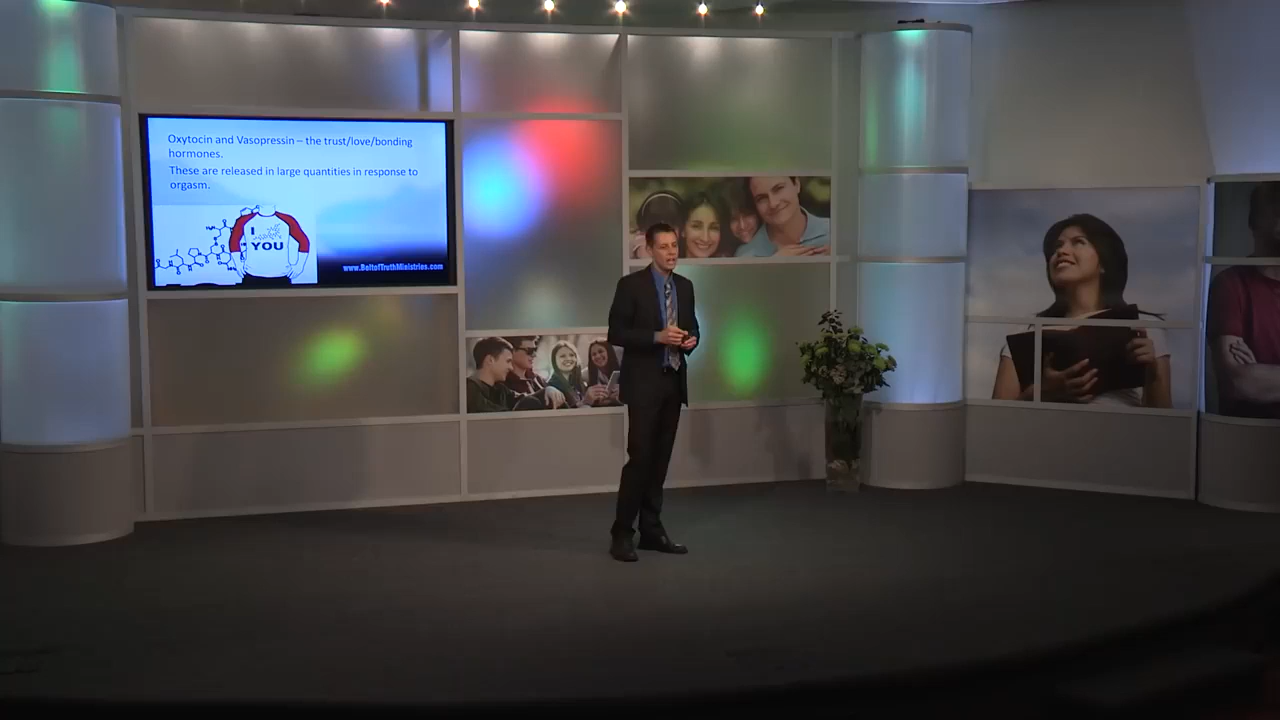 Oxytocin and Vasopressin – the trust/love/bonding
hormones.
These are released in large quantities in response to
orgasm.
I
YOU
www.BeltofTruthMinistries.com